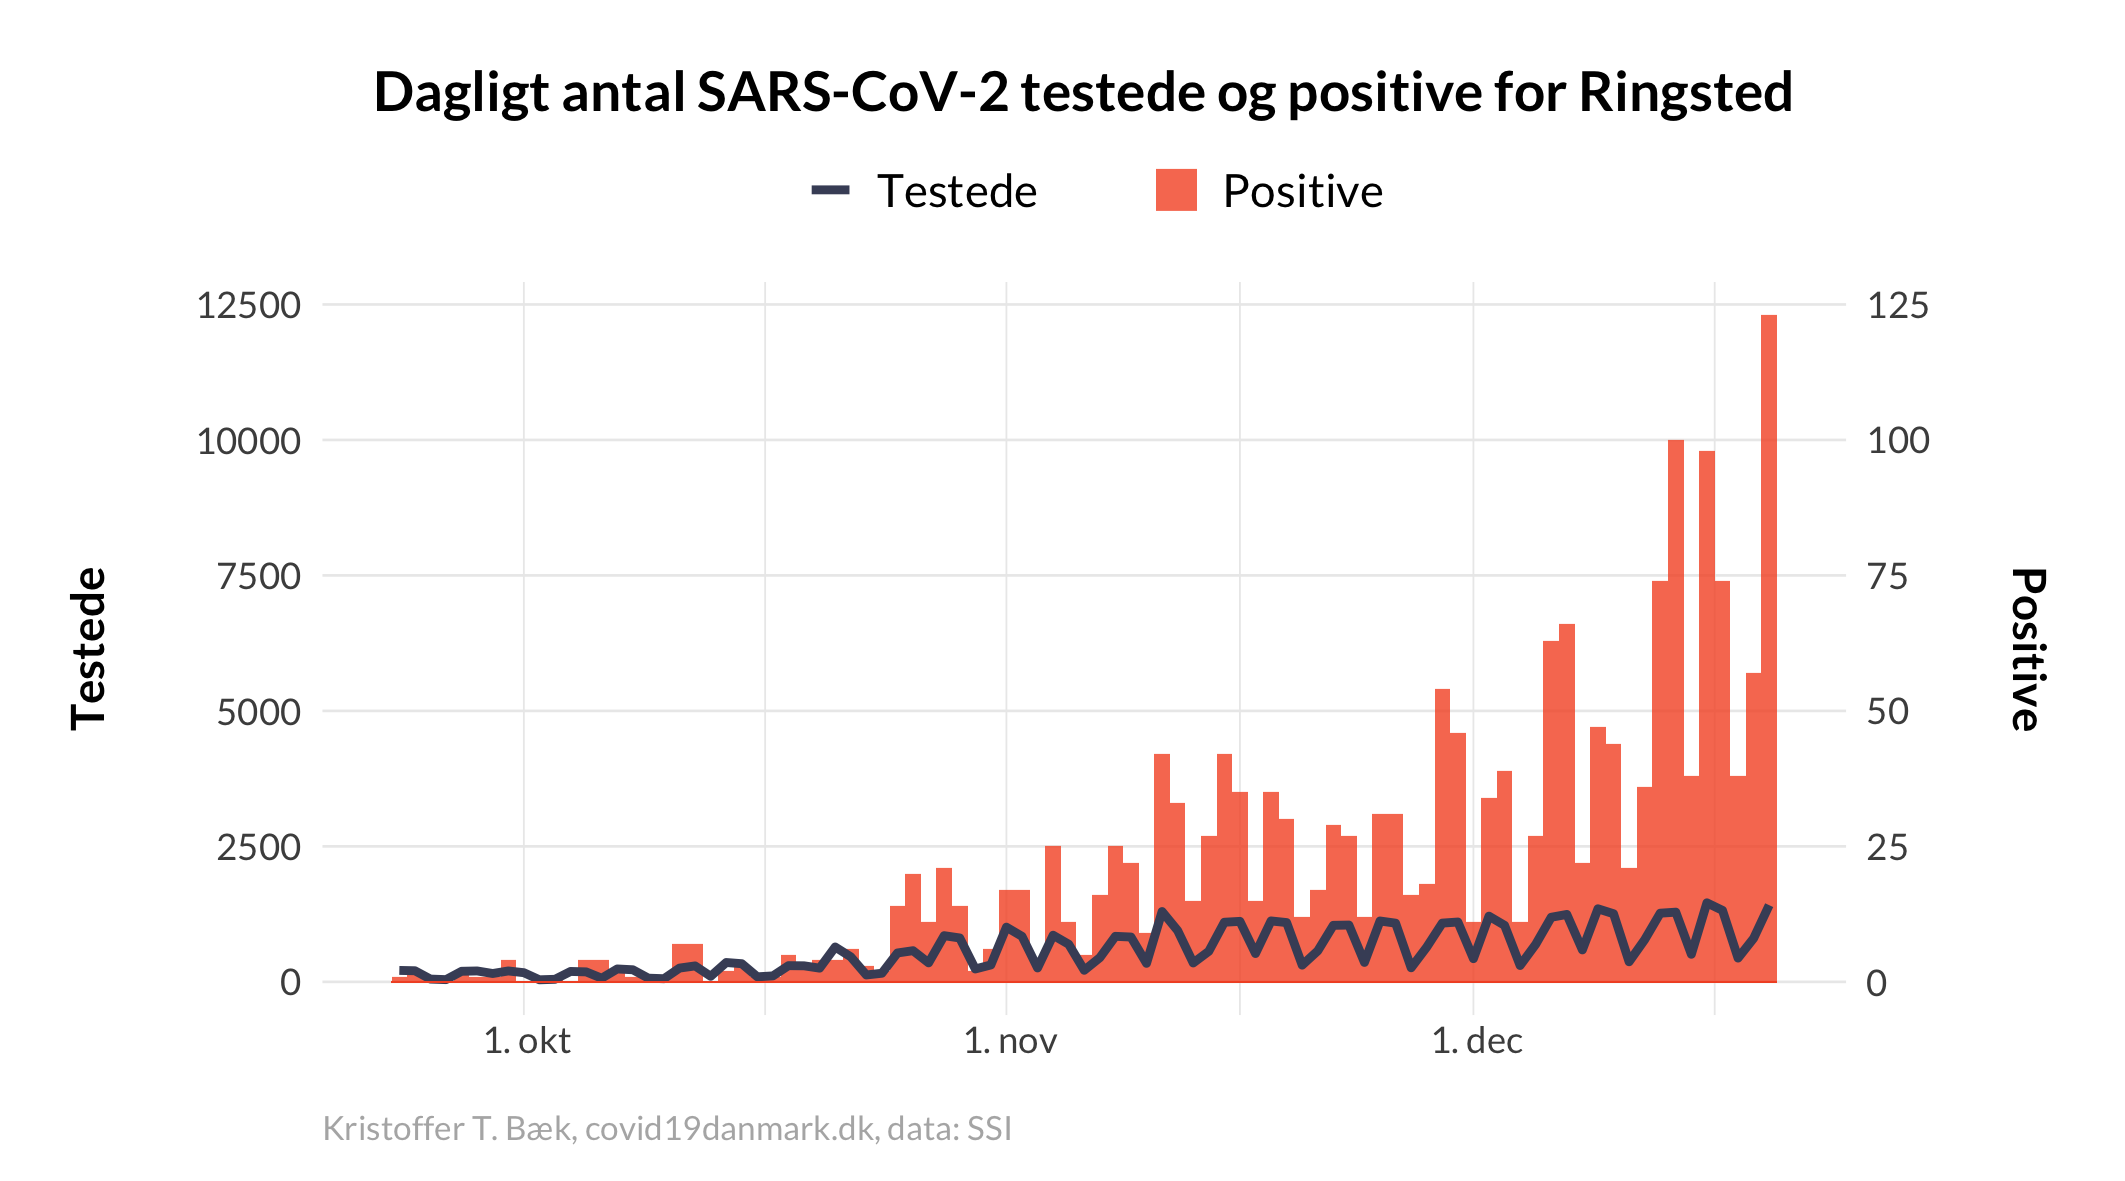 Dagligt antal SARS-CoV-2 testede og positive for Ringsted
Testede
Positive
12500
10000
7500
5000
2500
0
Testede
125
100
75
50
25
0
Positive
1. okt
1. nov
1. dec
Kristoffer T. Bæk, covid19danmark.dk, data: SSI